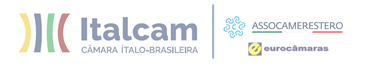 Italcam
CÂMARA ÍTALO-BRASILEIRA
ASSOCAMERESTERO
eurocâmaras